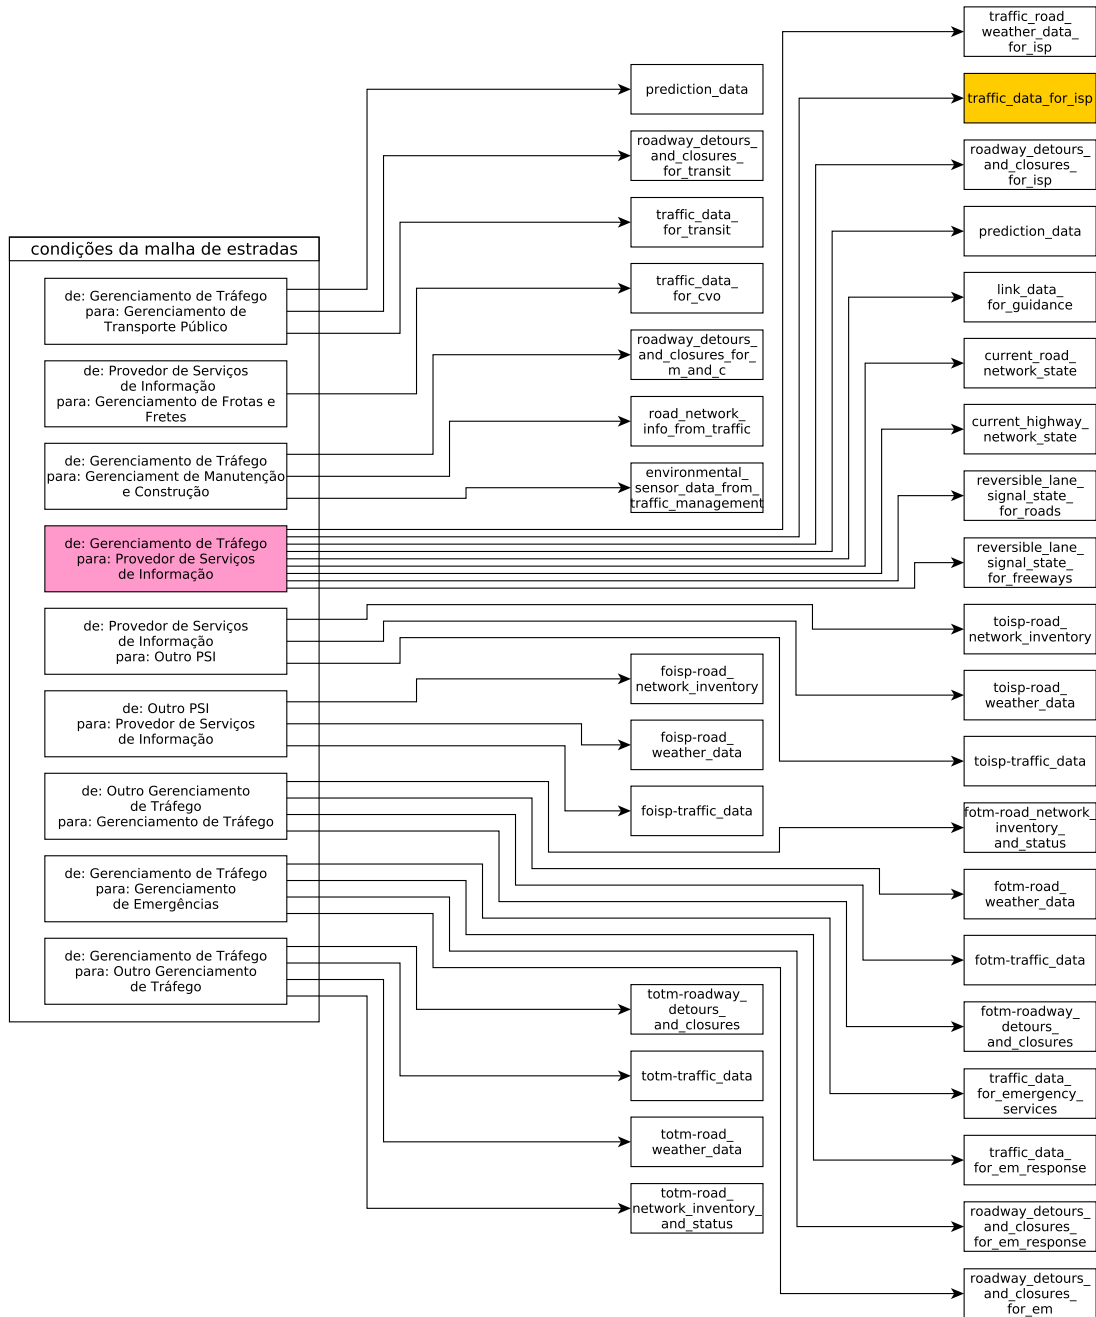 condições da malha de estradas
de: Gerenciamento de Tráfego
para: Gerenciamento de
Transporte Público
de: Provedor de Serviços
de Informação
para: Gerenciamento de Frotas e
Fretes
de: Gerenciamento de Tráfego
para: Gerenciament de Manutenção
e Construção
de: Gerenciamento de Tráfego
para: Provedor de Serviços
de Informação
de: Provedor de Serviços
de Informação
para: Outro PSI
de: Outro PSI
para: Provedor de Serviços
de Informação
de: Outro Gerenciamento
de Tráfego
para: Gerenciamento de Tráfego
de: Gerenciamento de Tráfego
para: Gerenciamento
de Emergências
de: Gerenciamento de Tráfego
para: Outro Gerenciamento
de Tráfego
prediction_data
roadway_detours_
and_closures_
for_transit
traffic_data_
for_transit
traffic_data_
for_cvo
roadway_detours_
and_closures_for_
m_and_c
road_network_
info_from_traffic
environmental_
sensor_data_from_
traffic_management
foisp-road_
network_inventory
foisp-road_
weather_data
foisp-traffic_data
totm-roadway_
detours_
and_closures
totm-traffic_data
totm-road_
weather_data
totm-road_
network_inventory_
and_status
traffic_road_
weather_data_
for_isp
traffic_data_for_isp
roadway_detours_
and_closures_
for_isp
prediction_data
link_data_
for_guidance
current_road_
network_state
current_highway_
network_state
reversible_lane_
signal_state_
for_roads
reversible_lane_
signal_state_
for_freeways
toisp-road_
network_inventory
toisp-road_
weather_data
toisp-traffic_data
fotm-road_network_
inventory_
and_status
fotm-road_
weather_data
fotm-traffic_data
fotm-roadway_
detours_
and_closures
traffic_data_
for_emergency_
services
traffic_data_
for_em_response
roadway_detours_
and_closures_
for_em_response
roadway_detours_
and_closures_
for_em